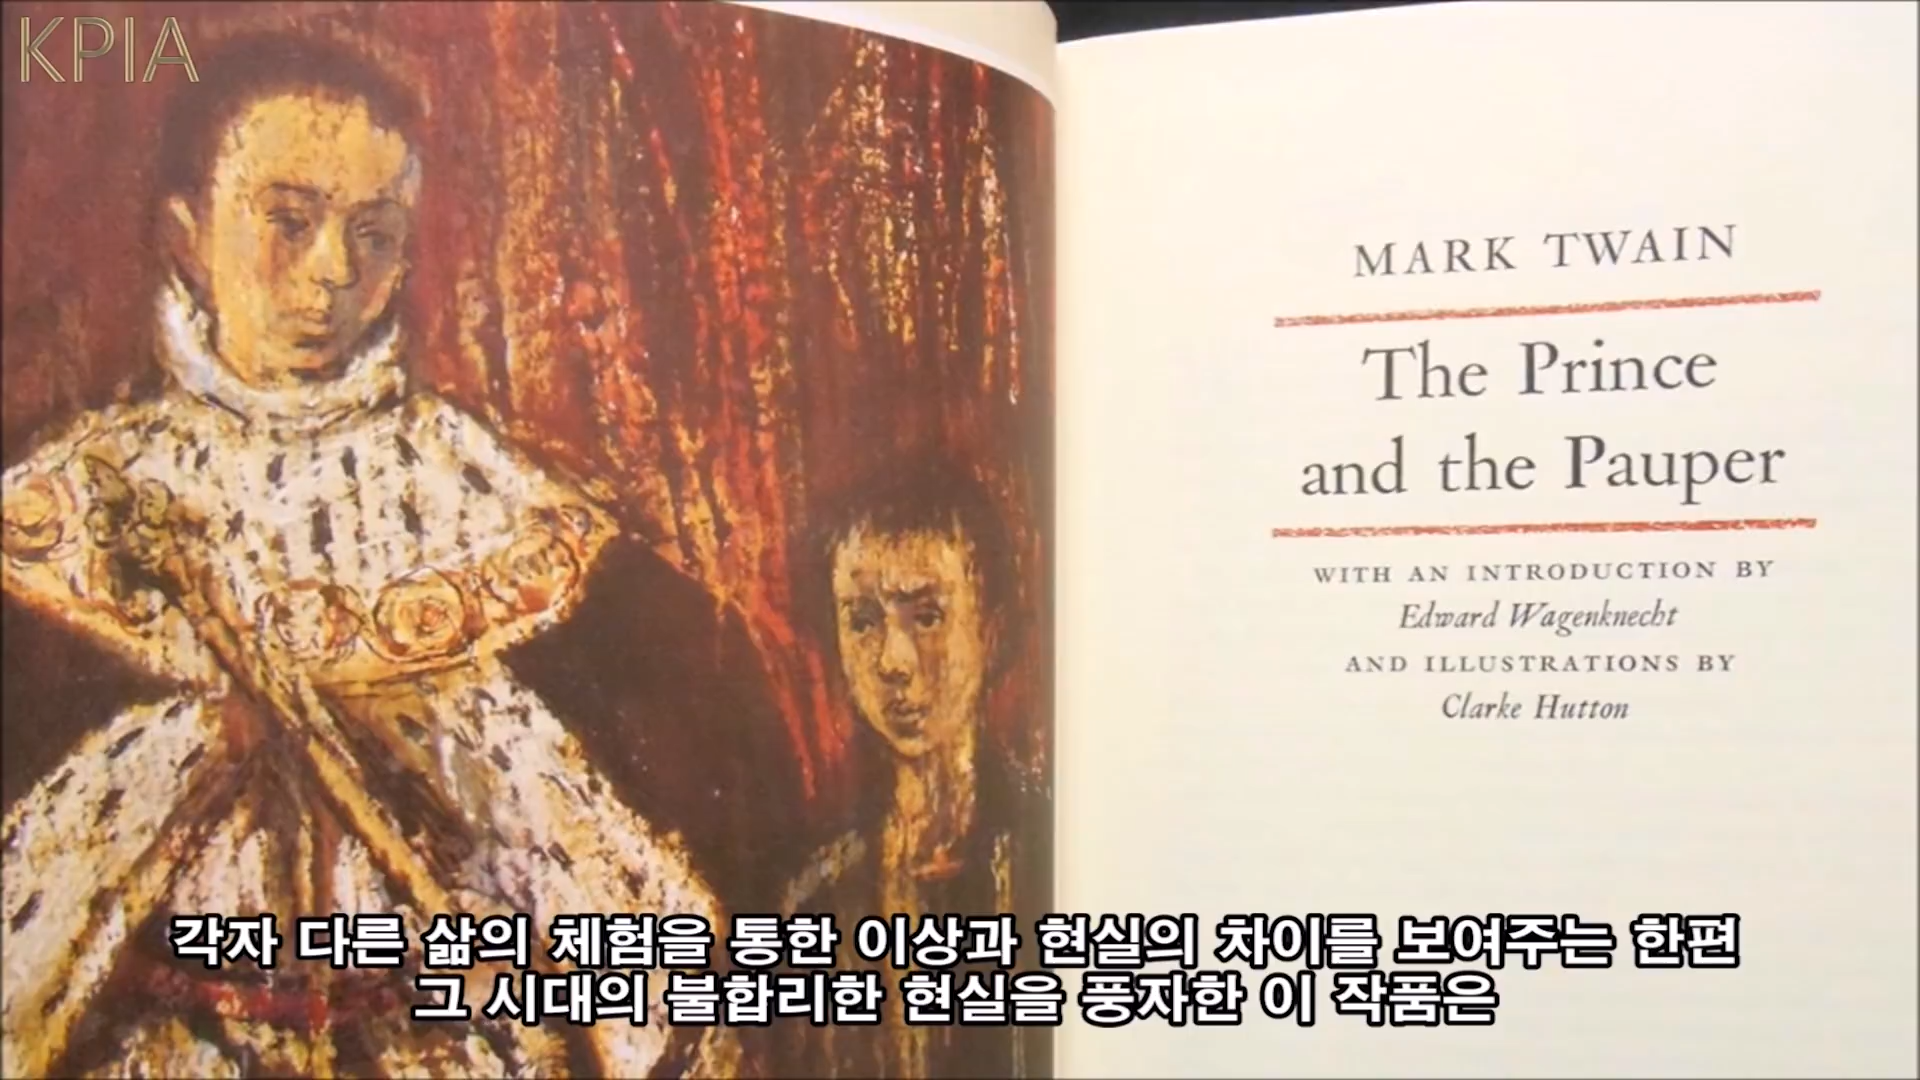 KPIA
MARK TWAIN
The Prince
and the Pauper
WITH AN INTRODUCTION BY
Edward Wagenknecht
AND ILLUSTRATIONS BY
Clarke Hutton
각자 다른 삶의 체험을 통한 이상과 현실의 차이를 보여주는 한편
그 시대의 불합리한 현실을 풍자한 이 작품은